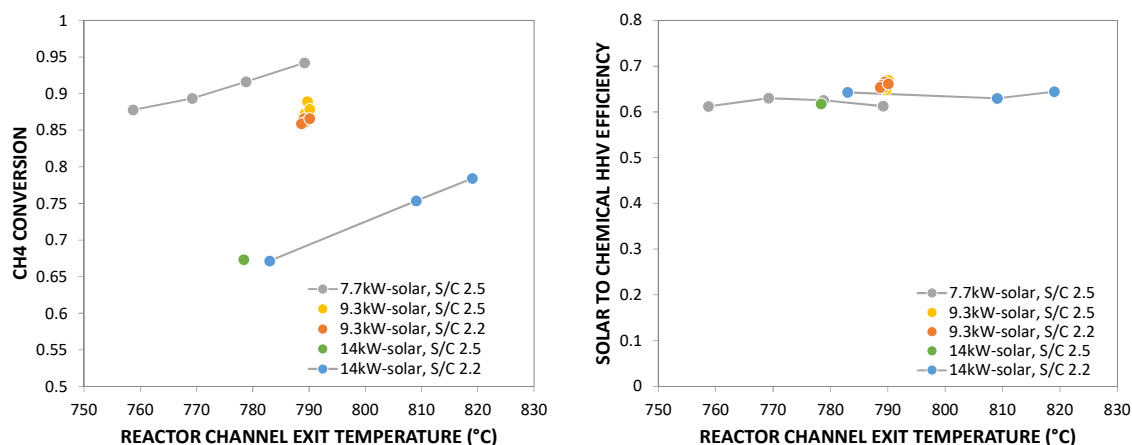 1
0.95
0.9
0.85
0.8
0.75
0.7
0.65
0.6
0.55
0.5
CH4 CONVERSION
750 760 770 780 790 800 810 820 830
REACTOR CHANNEL EXIT TEMPERATURE (°C)
7.7kW-solar, S/C 2.5
9.3kW-solar, S/C 2.5
9.3kW-solar, S/C 2.2
14kW-solar, S/C 2.5
14kW-solar, S/C 2.2
0.8
0.7
0.6
0.5
0.4
0.3
0.2
0.1
0
SOLAR TO CHEMICAL HHV EFFICIENCY
750 760 770 780 790 800 810 820 830
REACTOR CHANNEL EXIT TEMPERATURE (°C)
7.7kW-solar, S/C 2.5
9.3kW-solar, S/C 2.5
9.3kW-solar, S/C 2.2
14kW-solar, S/C 2.5
14kW-solar, S/C 2.2